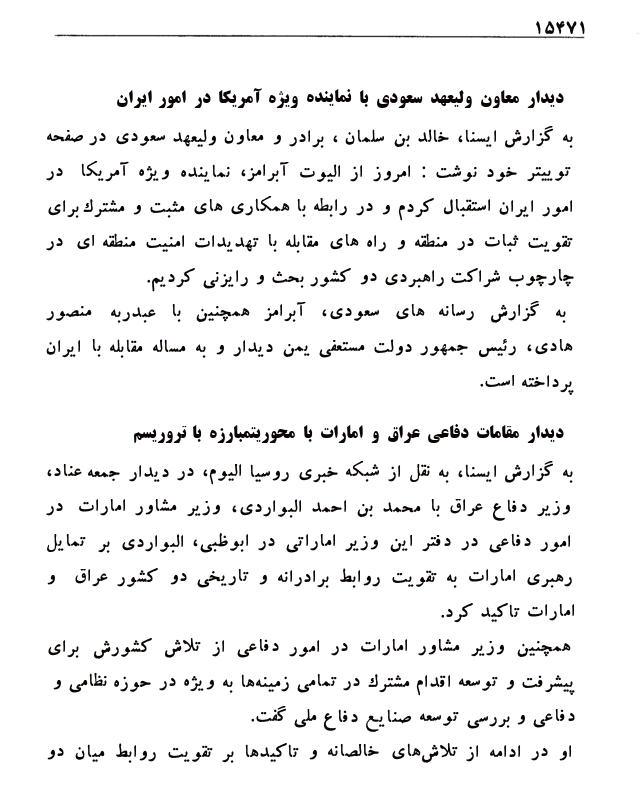 ۱۵۴۷۱
دیدار معاون ولیعهد سعودی با نماینده ویژه آمریکا در امور ایران
به گزارش ایسنا، خالد بن سلمان ، برادر و معاون ولیعهد سعودی در صفحه
توییتر خود نوشت : امروز از الیوت آبرامز، نماینده ویژه آمریکا در
امور ایران استقبال کردم و در رابطه با همکاری های مثبت و مشترك برای
تقویت ثبات در منطقه و راه های مقابله با تهدیدات امنیت منطقه ای در
چارچوب شراکت راهبردی دو کشور بحث و رایزنی کردیم.
به گزارش رسانه های سعودی، آبرامز همچنین با عبدربه منصور
هادی، رئیس جمهور دولت مستعفی یمن دیدار و به مساله مقابله با ایران
پرداخته است.
دیدار مقامات دفاعی عراق و امارات با محوریتمبارزه با تروریسم
به گزارش ایسنا، به نقل از شبکه خبری روسیا الیوم، در دیدار جمعه عناد،
وزیر دفاع عراق با محمد بن احمد البواردی، وزیر مشاور امارات در
امور دفاعی در دفتر این وزیر اماراتی در ابوظبی، البواردی بر تمایل
رهبری امارات به تقویت روابط برادرانه و تاریخی دو کشور عراق و
امارات تاکید کرد.
همچنین وزیر مشاور امارات در امور دفاعی از تلاش کشورش برای
پیشرفت و توسعه اقدام مشترك در تمامی زمینه‌ها به ویژه در حوزه نظامی و
دفاعی و بررسی توسعه صنایع دفاع ملی گفت.
او در ادامه از تلاش‌های خالصانه و تاکیدها بر تقویت روابط میان دو